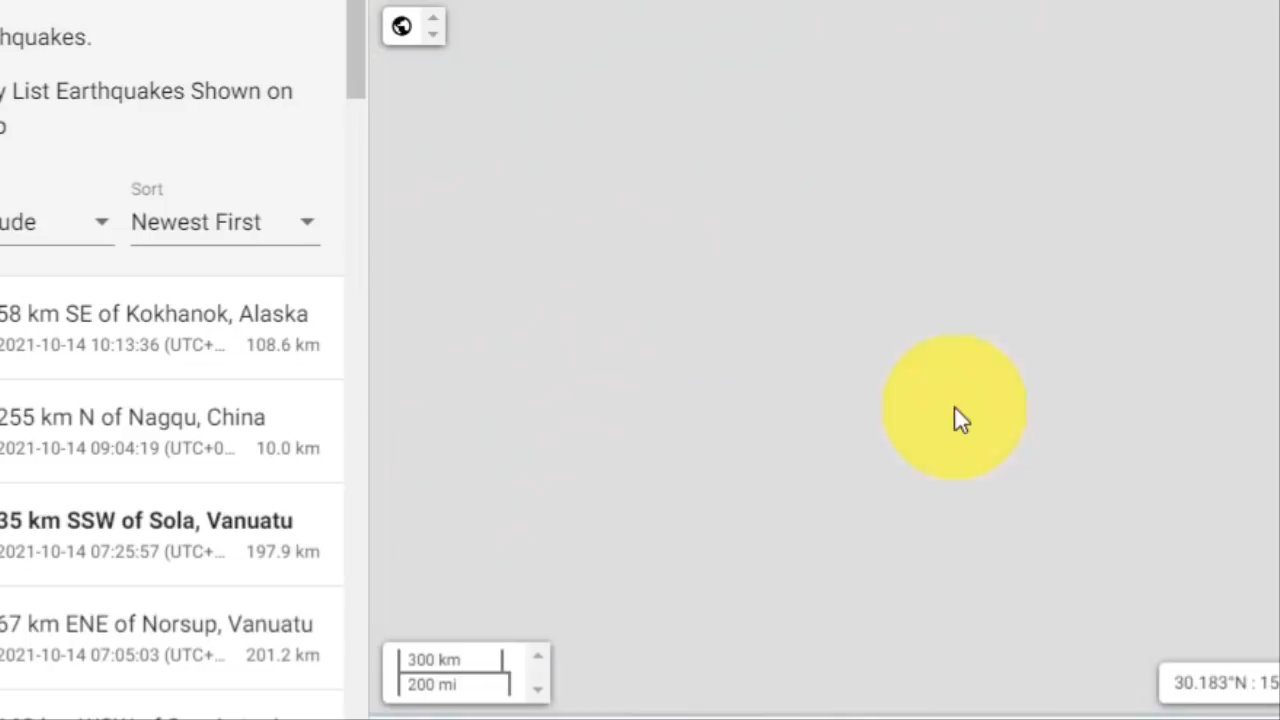 hquakes.
y List Earthquakes Shown on
Sort
ude
Newest First
58 km SE of Kokhanok, Alaska
2021-10-14 10:13:36 (UTC+... 108.6 km
255 km N of Nagqu, China
2021-10-14 09:04:19 (UTC+0... 10.0 km
35 km SSW of Sola, Vanuatu
2021-10-14 07:25:57 (UTC+... 197.9 km
67 km ENE of Norsup, Vanuatu
2021-10-14 07:05:03 (UTC+... 201.2 km
300 km
200 mi
30.183°N : 15